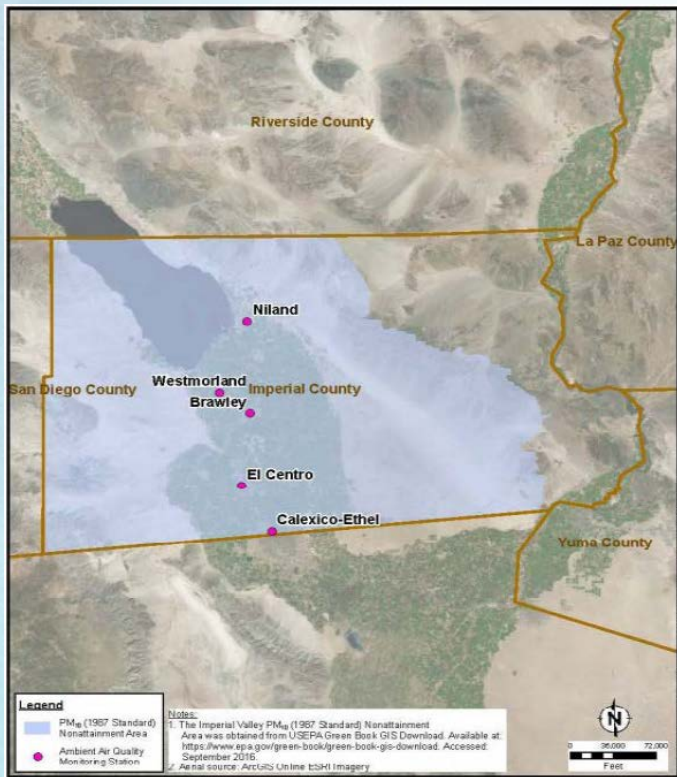 Riverside County
La Paz County
Niland
San Diego County
Westmorland
Imperial County
Brawley
El Centro
Calexico-Ethel
Yuma County
Legend
PM10 (1987 Standard)
Nonattainment Area
Ambient Air Quality
Monitoring Station
Notes:
1. The Imperial Valley PM10 (1987 Standard) Nonattainment
Area was obtained from USEPA Green Book GIS Download. Available at:
https://www.epa.gov/green-book/green-book-gis-download. Accessed:
September 2016.
2. Aerial source: ArcGIS Online ESRI Imagery
N
0 36,000 72,000
Feet